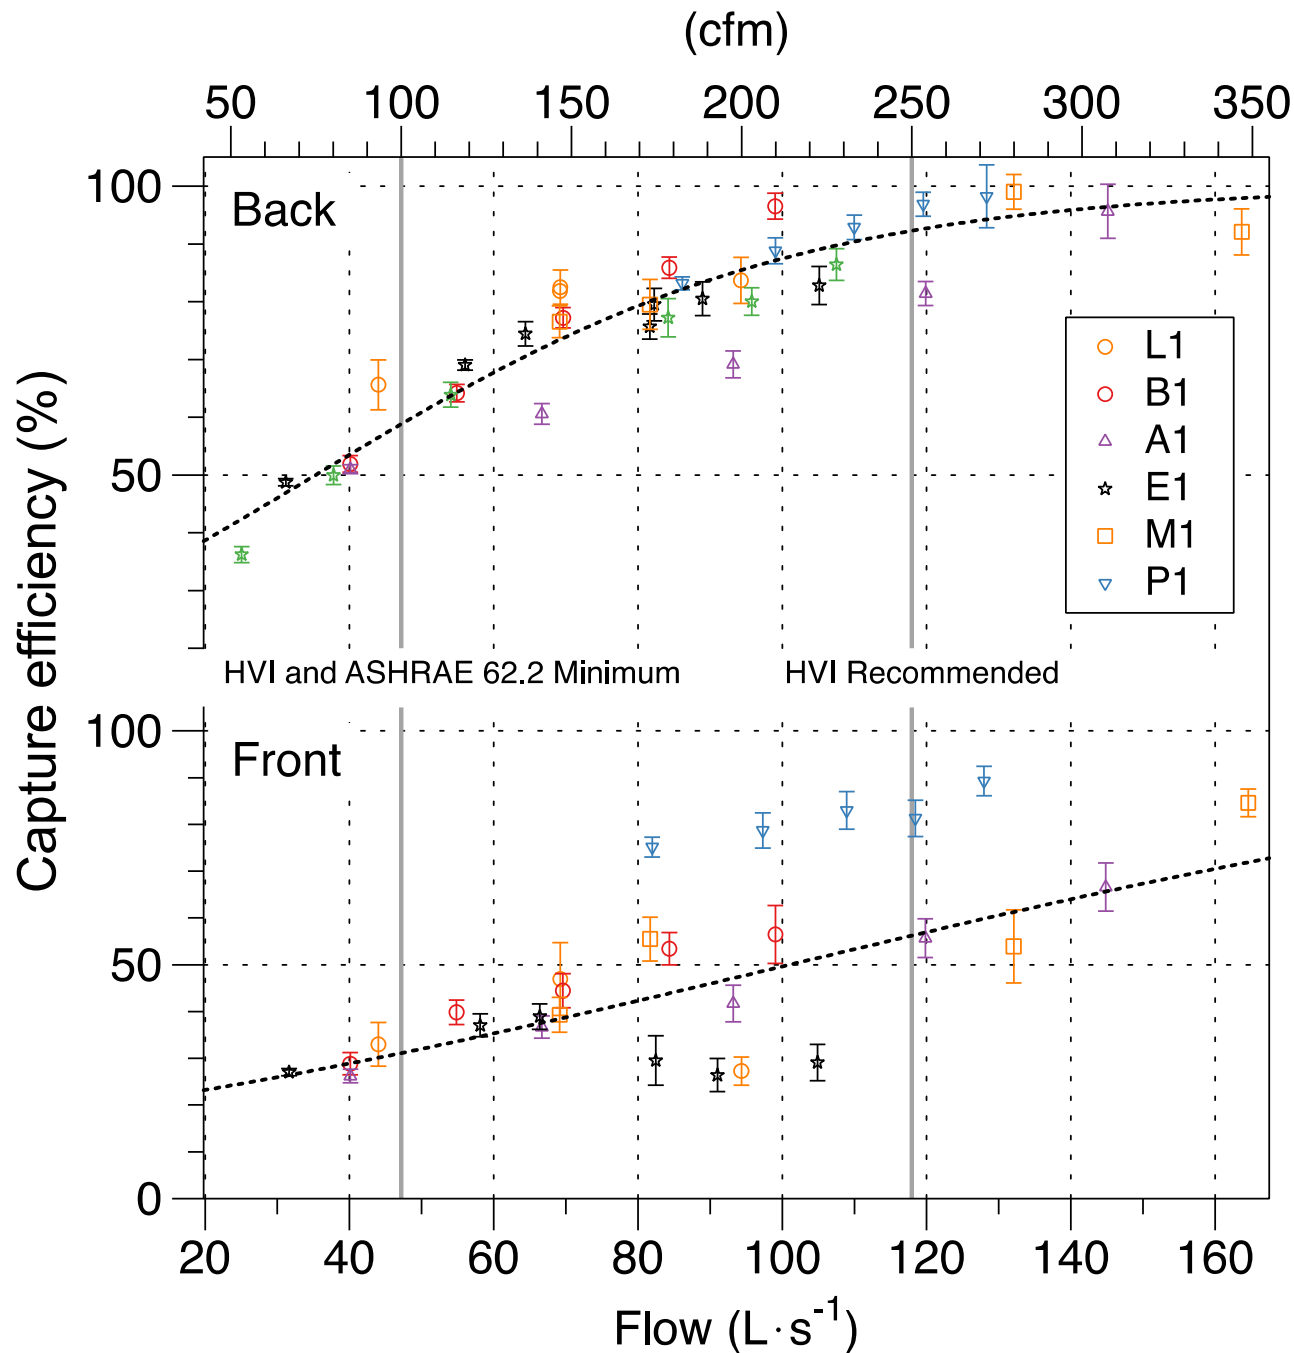 (cfm)
50 100 150 200 250 300 350
Capture efficiency (%)
100
Back
50
L1
B1
A1
E1
M1
P1
HVI and ASHRAE 62.2 Minimum HVI Recommended
100
Front
50
0
20 40 60 80 100 120 140 160
Flow (L·s⁻¹)